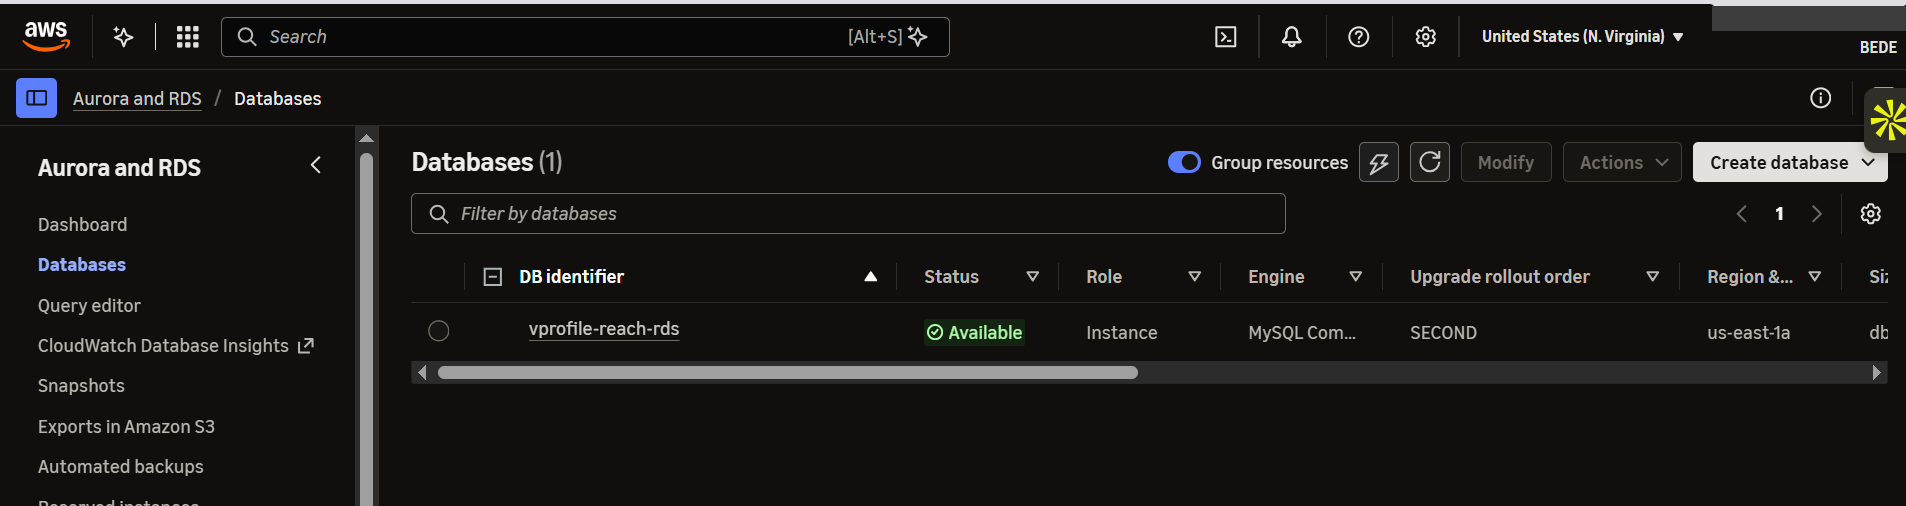 aws
Search [Alt+S]
United States (N. Virginia)
BEDE
Aurora and RDS / Databases
Aurora and RDS
Dashboard
Databases
Query editor
CloudWatch Database Insights
Snapshots
Exports in Amazon S3
Automated backups
Reserved instances
Databases (1)
Group resources
Modify
Actions
Create database
Filter by databases
1
DB identifier Status Role Engine Upgrade rollout order Region &... Siz
vprofile-reach-rds Available Instance MySQL Com... SECOND us-east-1a db